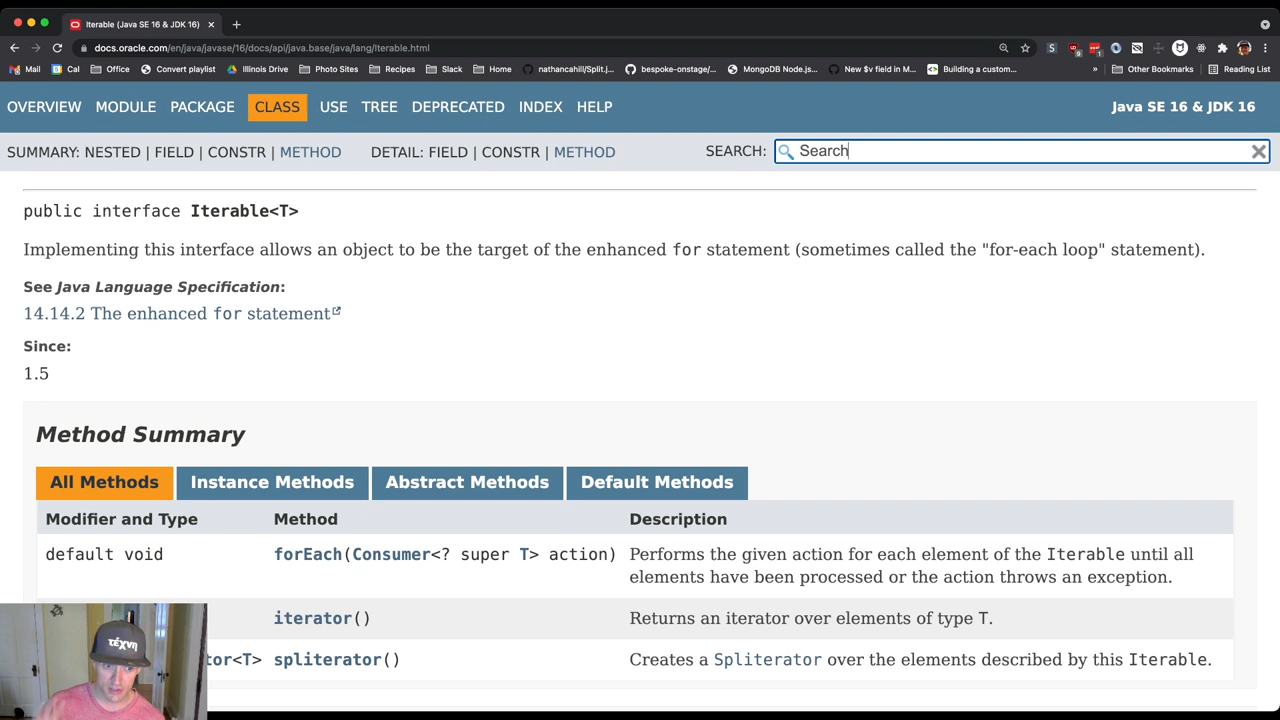 Iterable (Java SE 16 & JDK 16)
docs.oracle.com/en/java/javase/16/docs/api/java.base/java/lang/Iterable.html
Mail Cal Office Convert playlist Illinois Drive Photo Sites Recipes Slack Home nathancahill/Split.j... bespoke-onstage/... MongoDB Node.js... New $v field in M... Building a custom... » Other Bookmarks Reading List
OVERVIEW MODULE PACKAGE CLASS USE TREE DEPRECATED INDEX HELP Java SE 16 & JDK 16
SUMMARY: NESTED | FIELD | CONSTR | METHOD DETAIL: FIELD | CONSTR | METHOD SEARCH: Search
public interface Iterable<T>
Implementing this interface allows an object to be the target of the enhanced for statement (sometimes called the "for-each loop" statement).
See Java Language Specification:
14.14.2 The enhanced for statement
Since:
1.5
Method Summary
All Methods Instance Methods Abstract Methods Default Methods
Modifier and Type Method Description
default void forEach(Consumer<? super T> action) Performs the given action for each element of the Iterable until all
elements have been processed or the action throws an exception.
iterator() Returns an iterator over elements of type T.
tor<T> spliterator() Creates a Spliterator over the elements described by this Iterable.
τέχνη